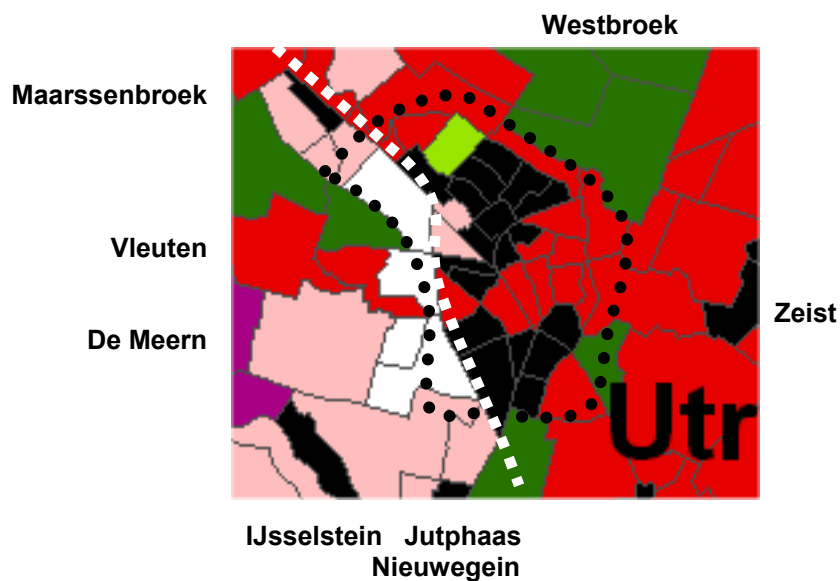 Westbroek
Maarssenbroek
Vleuten
De Meern
Zeist
Utr
IJsselstein Jutphaas
Nieuwegein